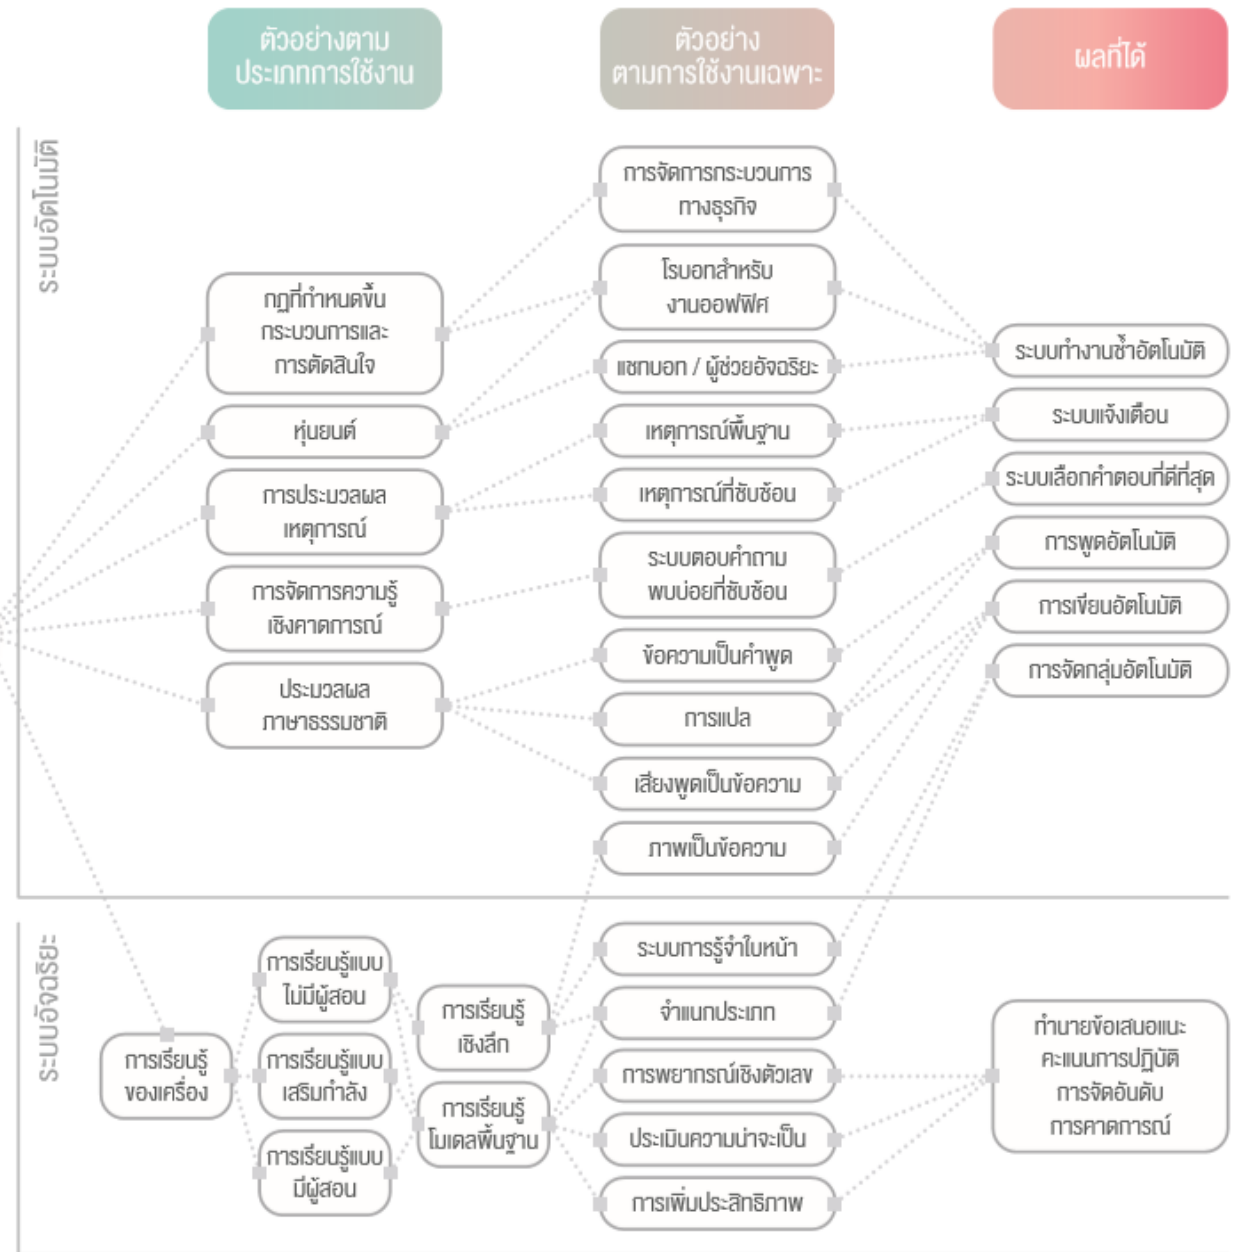 ตัวอย่างตาม
ประเภทการใช้งาน
ตัวอย่าง
ตามการใช้งานเฉพาะ
ผลที่ได้
ระบบอัตโนมัติ
กฎที่กำหนดขึ้น
กระบวนการและ
การตัดสินใจ
หุ่นยนต์
การประมวลผล
เหตุการณ์
การจัดการความรู้
เชิงคาดการณ์
ประมวลผล
ภาษาธรรมชาติ
การจัดการกระบวนการ
ทางธุรกิจ
โรบอทสำหรับ
งานออฟฟิศ
แชทบอท / ผู้ช่วยอัจฉริยะ
เหตุการณ์พื้นฐาน
เหตุการณ์ที่ซับซ้อน
ระบบตอบคำถาม
พบบ่อยที่ซับซ้อน
ข้อความเป็นคำพูด
การแปล
เสียงพูดเป็นข้อความ
ภาพเป็นข้อความ
ระบบทำงานซ้ำอัตโนมัติ
ระบบแจ้งเตือน
ระบบเลือกคำตอบที่ดีที่สุด
การพูดอัตโนมัติ
การเขียนอัตโนมัติ
การจัดกลุ่มอัตโนมัติ
ระบบอัจฉริยะ
การเรียนรู้
ของเครื่อง
การเรียนรู้แบบ
ไม่มีผู้สอน
การเรียนรู้แบบ
เสริมกำลัง
การเรียนรู้แบบ
มีผู้สอน
การเรียนรู้
เชิงลึก
การเรียนรู้
โมเดลพื้นฐาน
ระบบการรู้จำใบหน้า
จำแนกประเภท
การพยากรณ์เชิงตัวเลข
ประเมินความน่าจะเป็น
การเพิ่มประสิทธิภาพ
ทำนายข้อเสนอแนะ
คะแนนการปฏิบัติ
การจัดอันดับ
การคาดการณ์